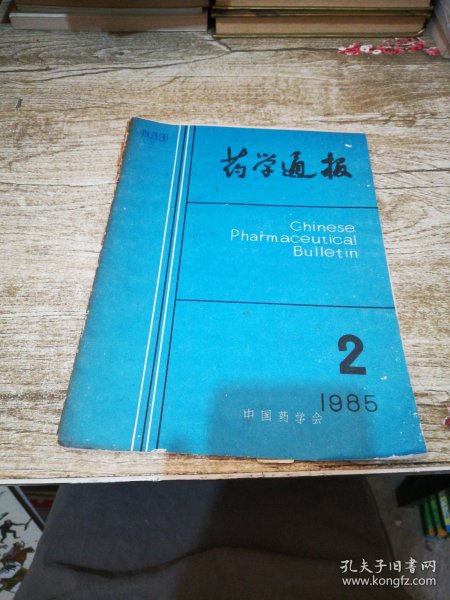 药学通报
Chinese
Pharmaceutical
Bulletin
2
1985
中国药学会
孔夫子旧书网
www.kongfz.com